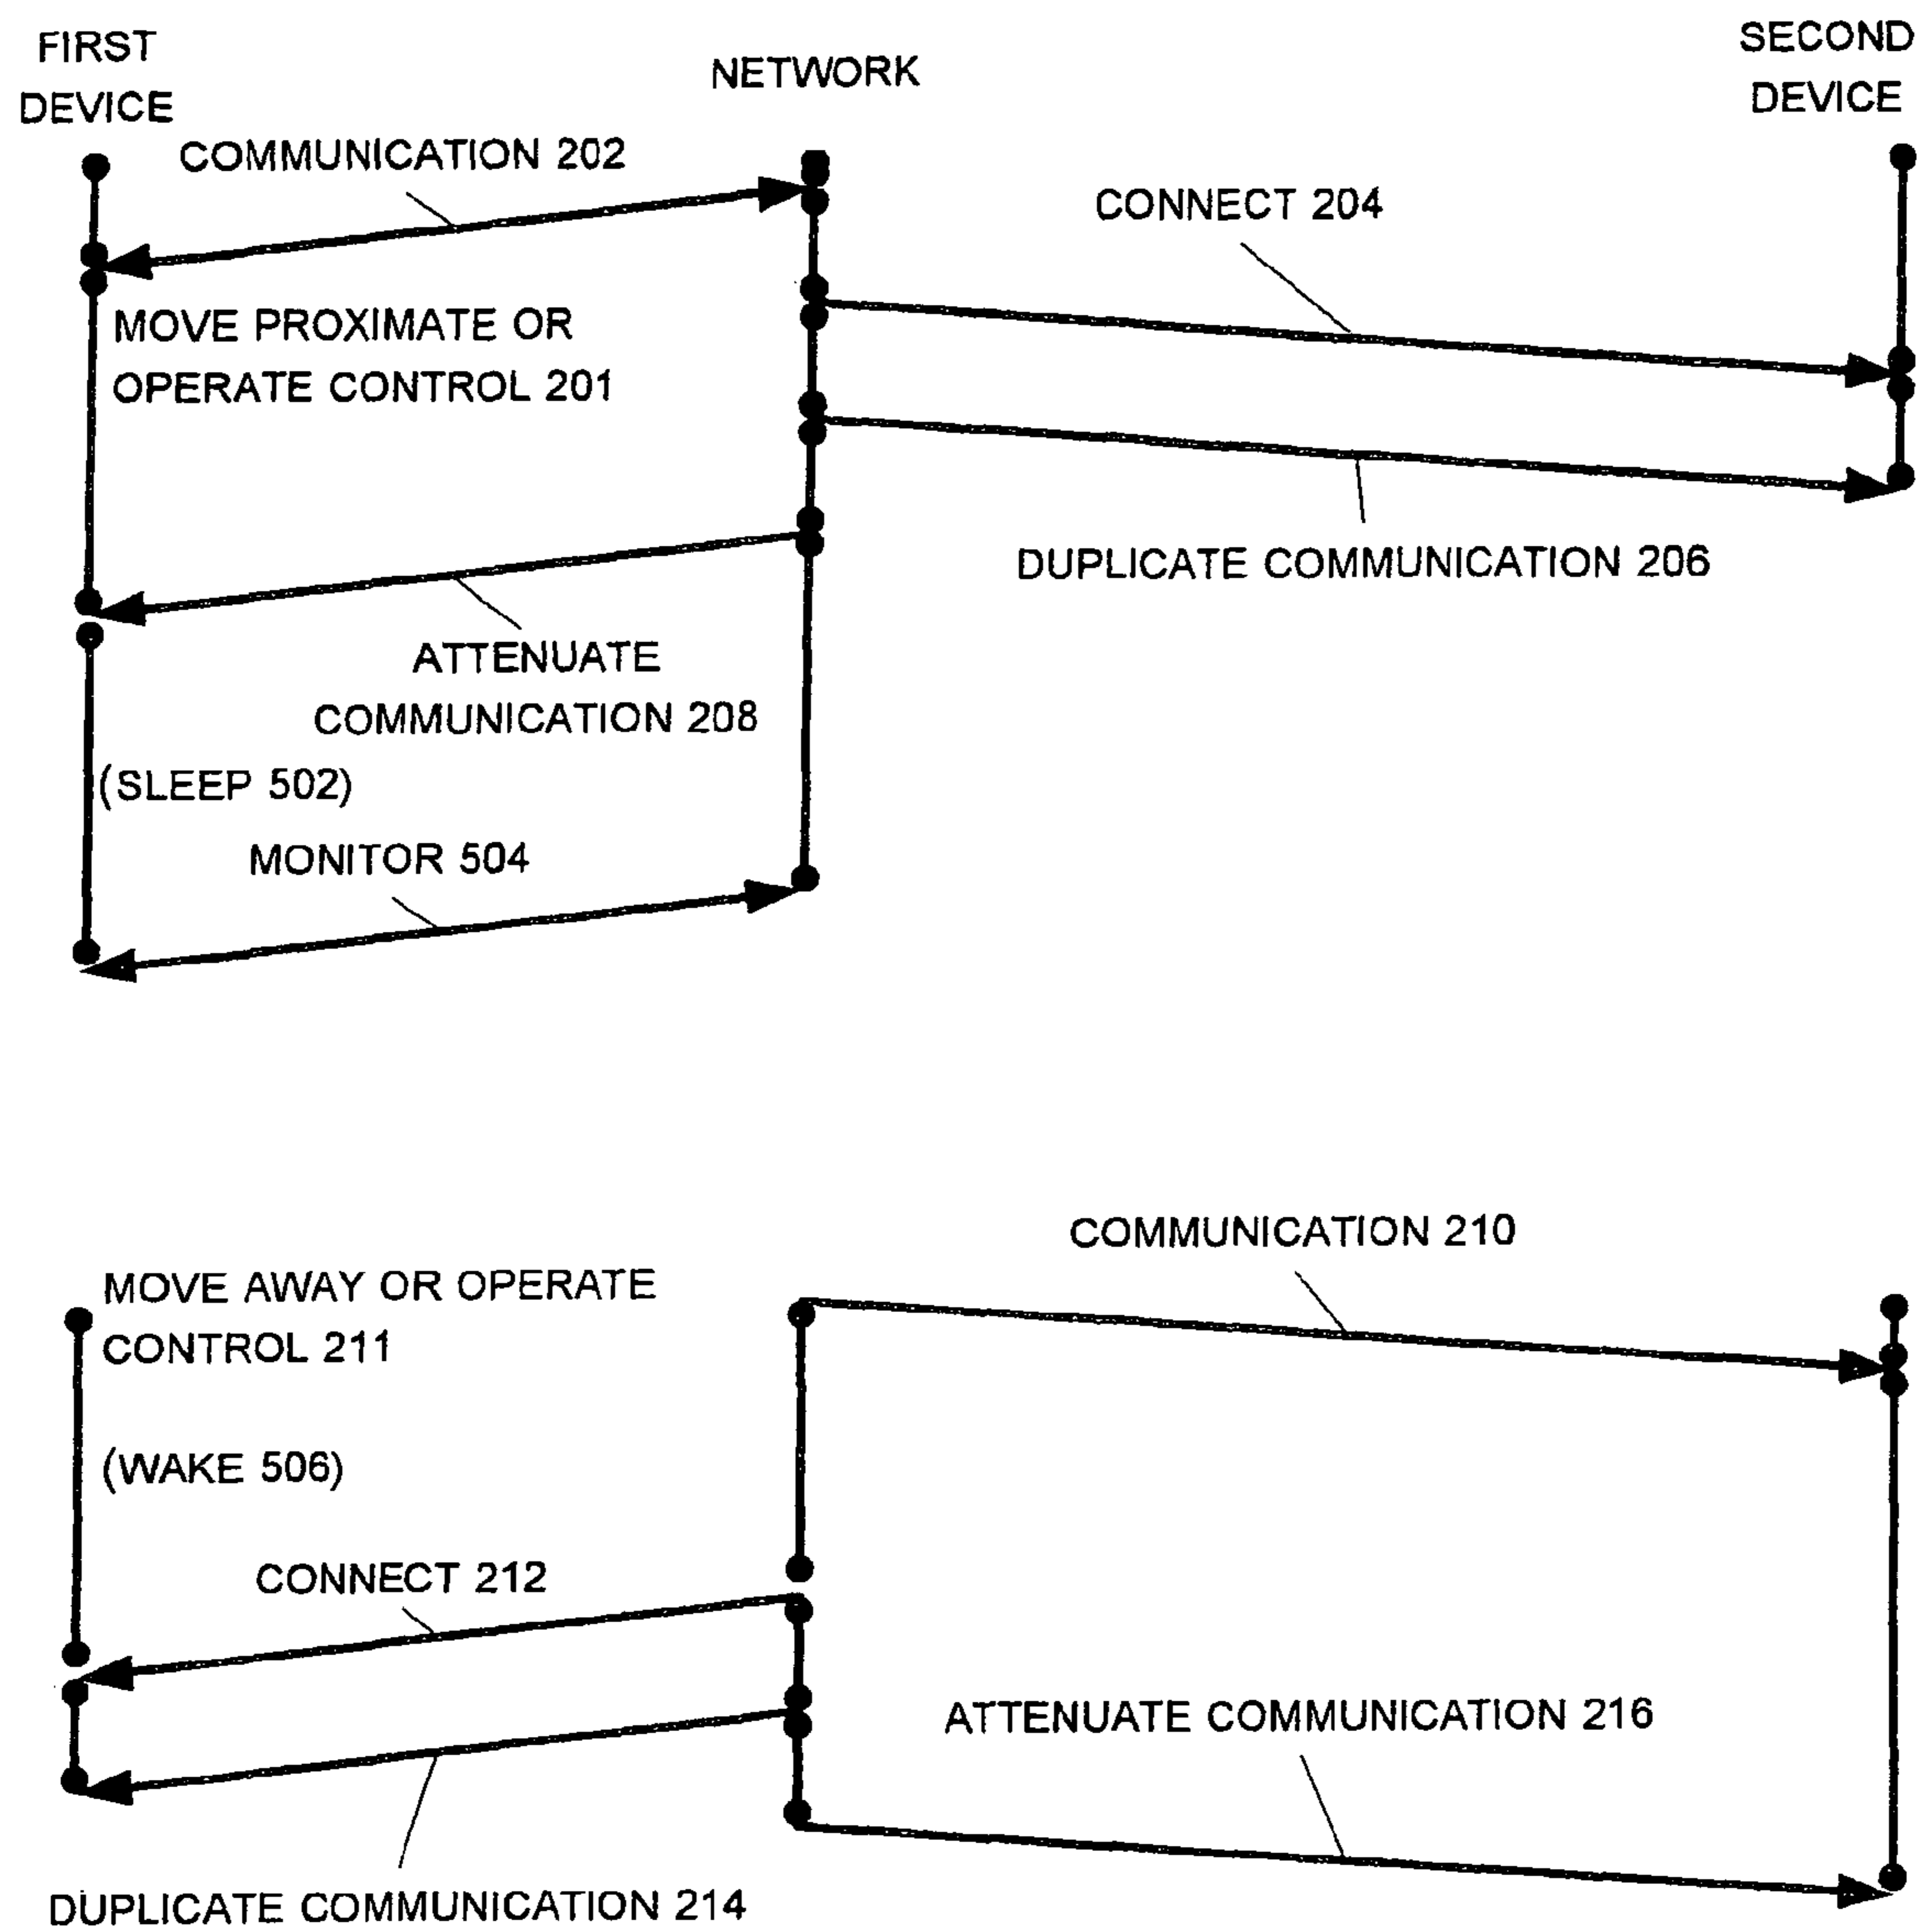 FIRST
DEVICE
NETWORK
SECOND
DEVICE
COMMUNICATION 202
CONNECT 204
MOVE PROXIMATE OR
OPERATE CONTROL 201
DUPLICATE COMMUNICATION 206
ATTENUATE
COMMUNICATION 208
(SLEEP 502)
MONITOR 504
COMMUNICATION 210
MOVE AWAY OR OPERATE
CONTROL 211
(WAKE 506)
CONNECT 212
ATTENUATE COMMUNICATION 216
DUPLICATE COMMUNICATION 214